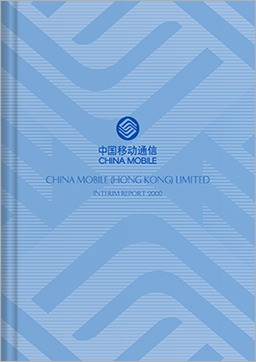 中国移动通信
CHINA MOBILE
CHINA MOBILE (HONG KONG) LIMITED
INTERIM REPORT 2000